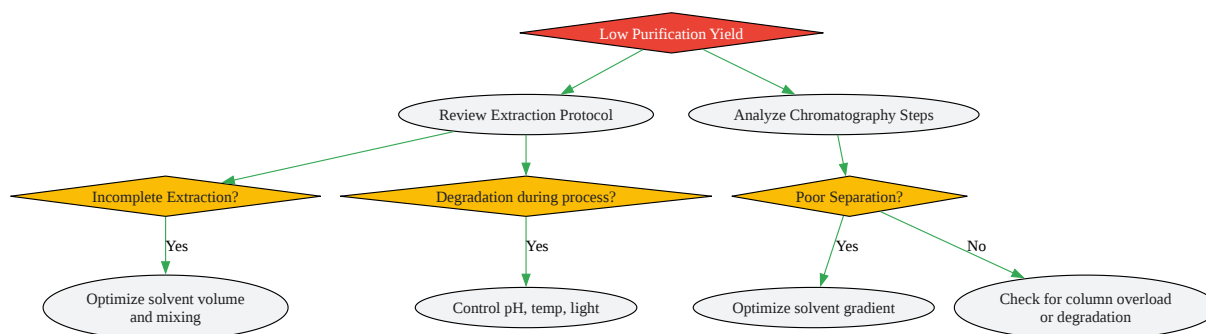 Low Purification Yield
Review Extraction Protocol
Analyze Chromatography Steps
Incomplete Extraction?
Degradation during process?
Poor Separation?
Yes
Yes
Yes
No
Optimize solvent volume
and mixing
Control pH, temp, light
Optimize solvent gradient
Check for column overload
or degradation